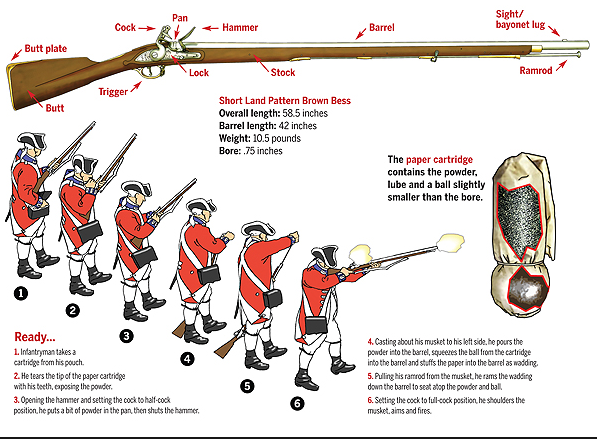 Sight/
bayonet lug
Pan
Cock
Hammer
Barrel
Butt plate
Ramrod
Lock
Stock
Trigger
Butt
Short Land Pattern Brown Bess
Overall length: 58.5 inches
Barrel length: 42 inches
Weight: 10.5 pounds
Bore: .75 inches
The paper cartridge
contains the powder,
lube and a ball slightly
smaller than the bore.
1
2
3
4
5
6
Ready...
1. Infantryman takes a
cartridge from his pouch.
2. He tears the tip of the paper cartridge
with his teeth, exposing the powder.
3. Opening the hammer and setting the cock to half-cock
position, he puts a bit of powder in the pan, then shuts the hammer.
4. Casting about his musket to his left side, he pours the
powder into the barrel, squeezes the ball from the cartridge
into the barrel and stuffs the paper into the barrel as wadding.
5. Pulling his ramrod from the musket, he rams the wadding
down the barrel to seat atop the powder and ball.
6. Setting the cock to full-cock position, he shoulders the
musket, aims and fires.